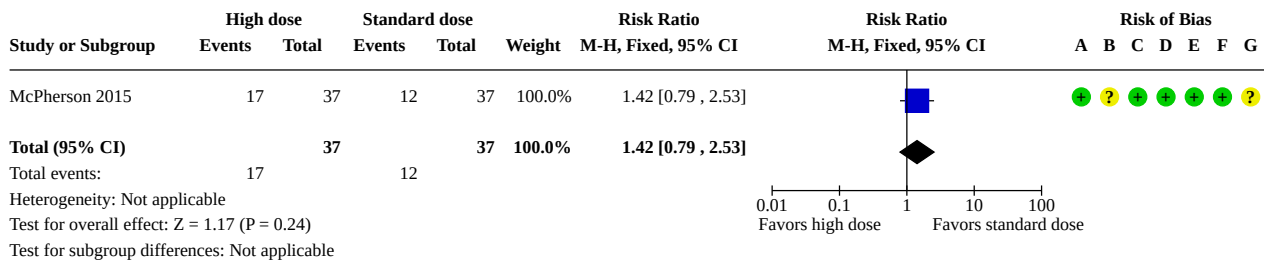 High dose Standard dose Risk Ratio Risk Ratio Risk of Bias
Study or Subgroup Events Total Events Total Weight M-H, Fixed, 95% CI M-H, Fixed, 95% CI A B C D E F G
McPherson 2015 17 37 12 37 100.0% 1.42 [0.79 , 2.53] + ? + + + + ?
Total (95% CI) 37 37 100.0% 1.42 [0.79 , 2.53]
Total events: 17 12
Heterogeneity: Not applicable 0.01 0.1 1 10 100
Test for overall effect: Z = 1.17 (P = 0.24) Favors high dose Favors standard dose
Test for subgroup differences: Not applicable